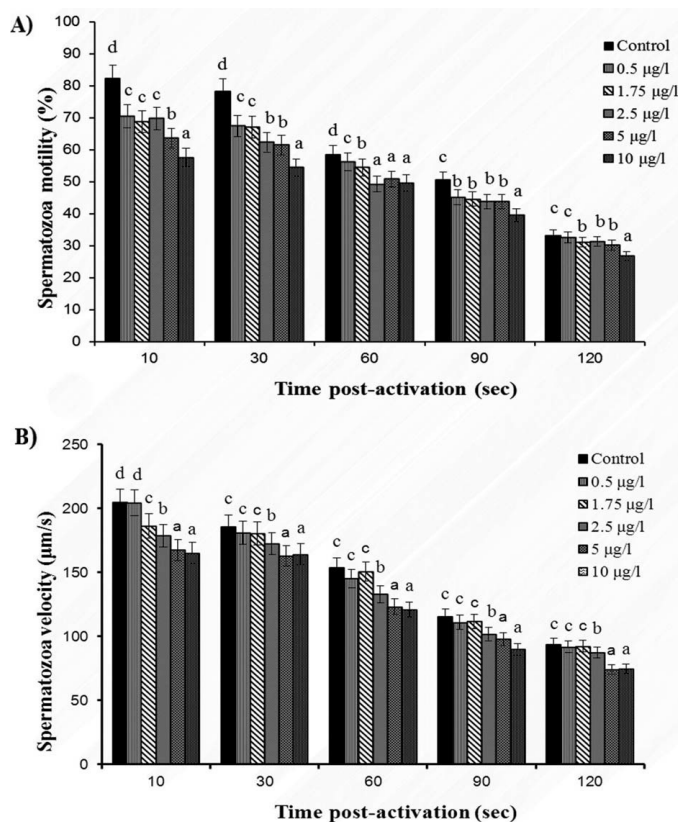 A)
100
90
80
70
60
50
40
30
20
10
0
Spermatozoa motility (%)
d c c c b a
d c c b b a
d c b a a a
c b b b b a
c c b b b a
Control
0.5 µg/l
1.75 µg/l
2.5 µg/l
5 µg/l
10 µg/l
10 30 60 90 120
Time post-activation (sec)
B)
250
200
150
100
50
0
Spermatozoa velocity (µm/s)
d d c b a a
c c c b a a
c c c b a a
c c c b a a
c c c b a a
Control
0.5 µg/l
1.75 µg/l
2.5 µg/l
5 µg/l
10 µg/l
10 30 60 90 120
Time post-activation (sec)